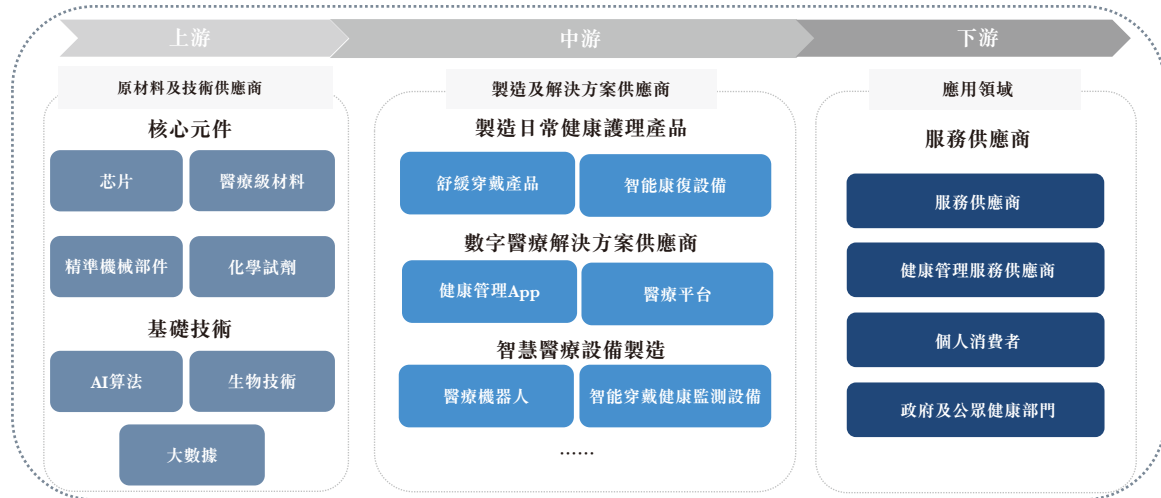 上游
中游
下游
原材料及技術供應商
核心元件
芯片
醫療級材料
精準機械部件
化學試劑
基礎技術
AI算法
生物技術
大數據
製造及解決方案供應商
製造日常健康護理產品
舒緩穿戴產品
智能康復設備
數字醫療解決方案供應商
健康管理App
醫療平台
智慧醫療設備製造
醫療機器人
智能穿戴健康監測設備
......
應用領域
服務供應商
服務供應商
健康管理服務供應商
個人消費者
政府及公眾健康部門